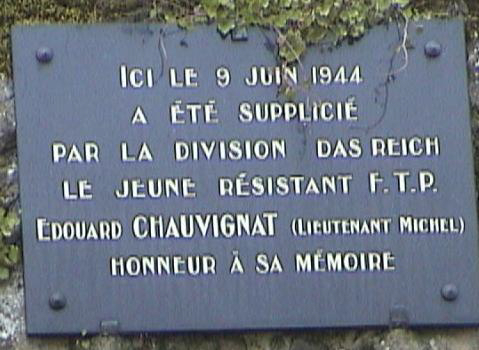 ICI LE 9 JUIN 1944
A ÉTÉ SUPPLICIÉ
PAR LA DIVISION DAS REICH
LE JEUNE RÉSISTANT F.T.P.
EDOUARD CHAUVIGNAT (LIEUTENANT MICHEL)
HONNEUR À SA MÉMOIRE